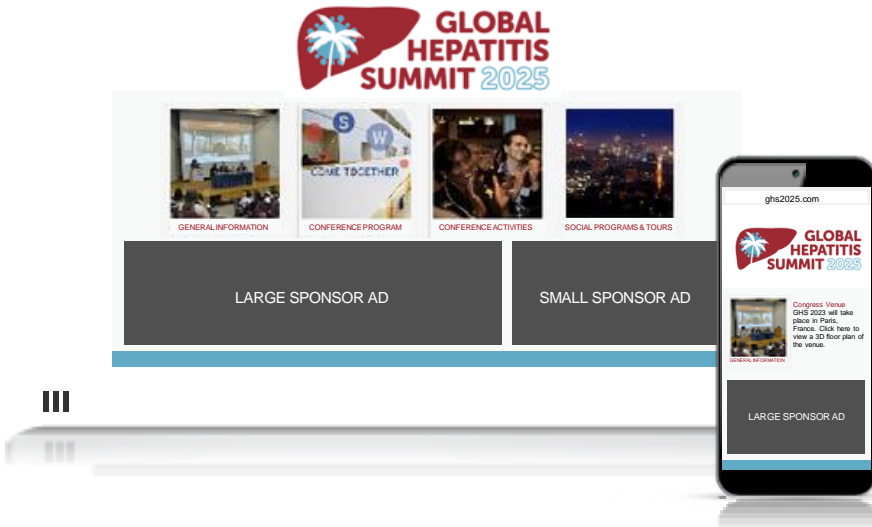 GLOBAL
HEPATITIS
SUMMIT 2025
S
W
COME TOGETHER
GENERAL INFORMATION
CONFERENCE PROGRAM
CONFERENCE ACTIVITIES
SOCIAL PROGRAMS & TOURS
LARGE SPONSOR AD
SMALL SPONSOR AD
ghs2025.com
GLOBAL
HEPATITIS
SUMMIT 2025
Congress Venue
GHS 2023 will take
place in Paris,
France. Click here to
view a 3D floor plan of
the venue.
GENERAL INFORMATION
LARGE SPONSOR AD